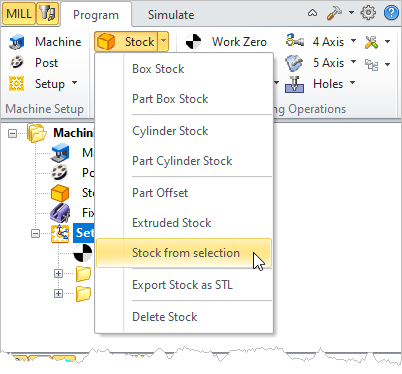 MILL Program Simulate
Machine Stock Work Zero 4 Axis
Post 5 Axis
Setup Holes
Machine Setup ng Operations
Box Stock
Part Box Stock
Cylinder Stock
Part Cylinder Stock
Part Offset
Extruded Stock
Stock from selection
Export Stock as STL
Delete Stock
Machin
Ma
Po
Sto
Fix
Set